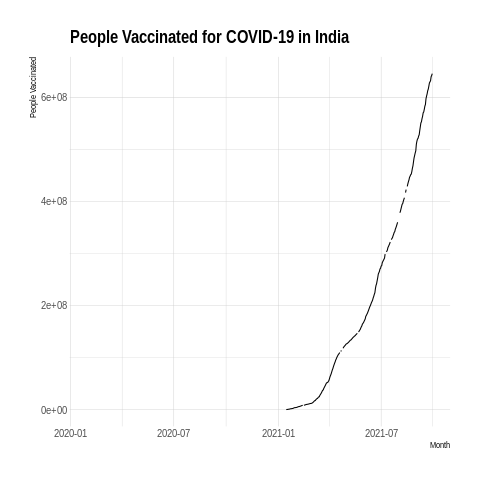 People Vaccinated for COVID-19 in India
People Vaccinated
6e+08
4e+08
2e+08
0e+00
2020-01 2020-07 2021-01 2021-07
Month